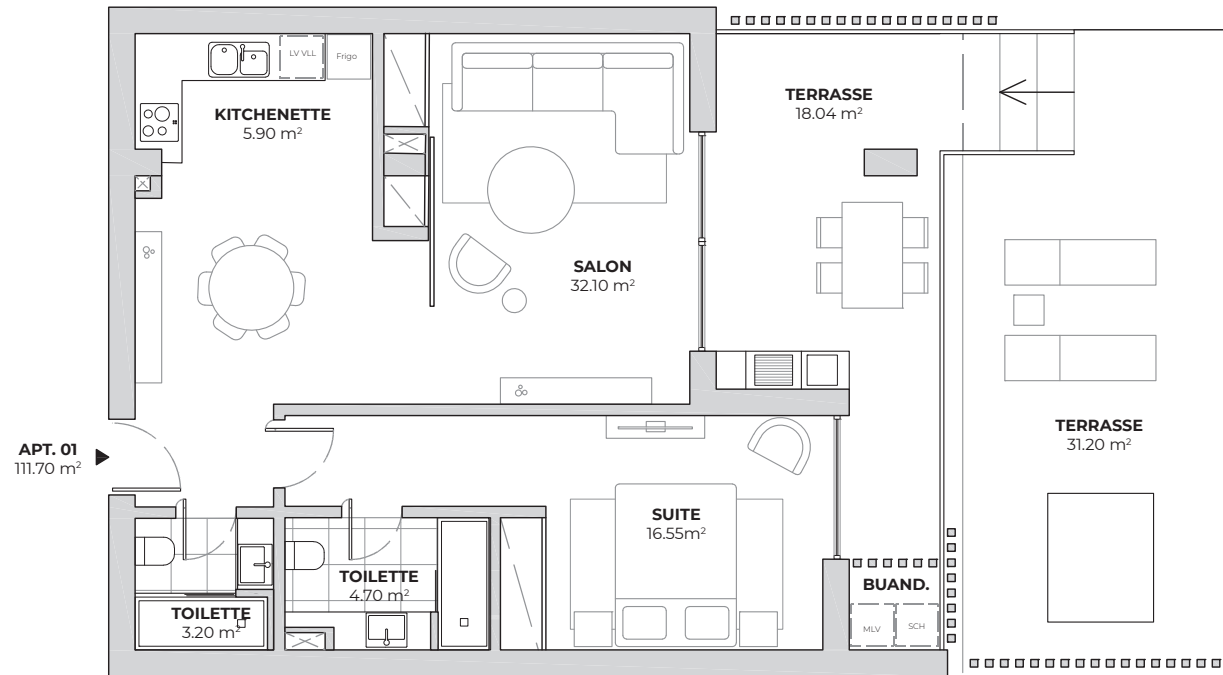 LV VLL
Frigo
KITCHENETTE
5.90 m²
TERRASSE
18.04 m²
SALON
32.10 m²
APT. 01
111.70 m²
TERRASSE
31.20 m²
SUITE
16.55m²
TOILETTE
4.70 m²
TOILETTE
3.20 m²
BUAND.
MLV
SCH